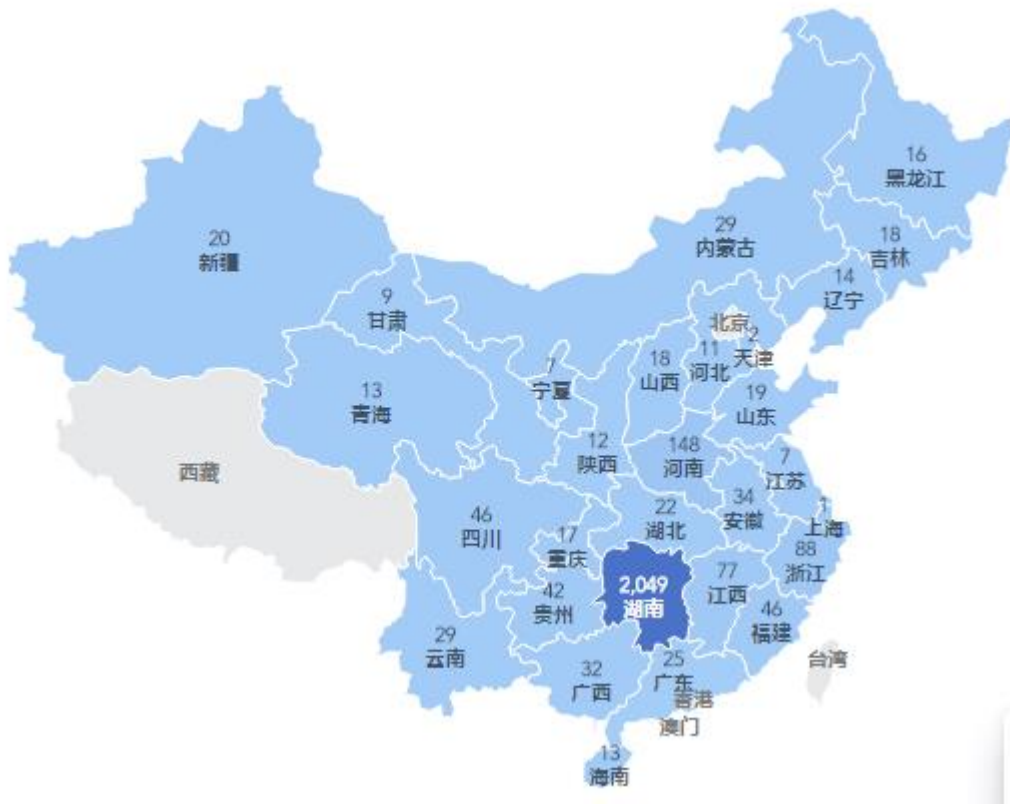 16
黑龙江
20
新疆
29
内蒙古
18
吉林
14
辽宁
9
甘肃
北京
2
天津
11
河北
18
山西
7
宁夏
13
青海
19
山东
12
陕西
148
河南
7
江苏
西藏
34
安徽
1
上海
46
四川
22
湖北
17
重庆
88
浙江
77
江西
2,049
湖南
42
贵州
46
福建
29
云南
台湾
32
广西
25
广东
香港
澳门
13
海南